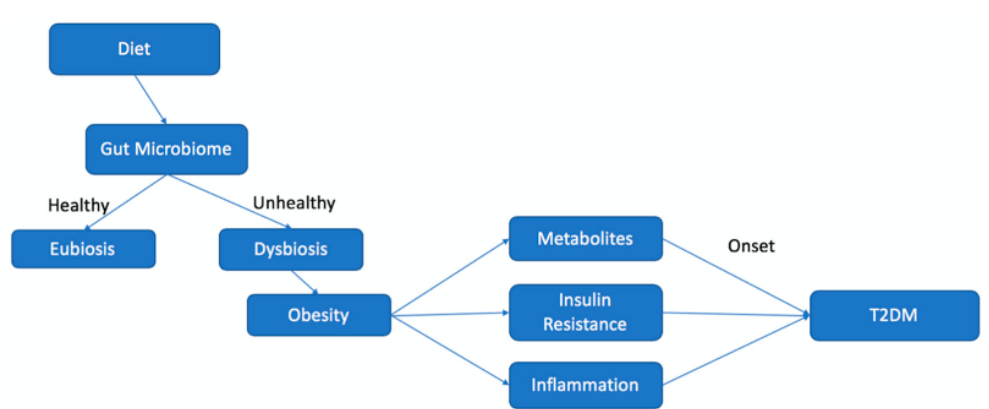 Diet
Gut Microbiome
Healthy
Unhealthy
Eubiosis
Dysbiosis
Obesity
Metabolites
Insulin
Resistance
Inflammation
Onset
T2DM